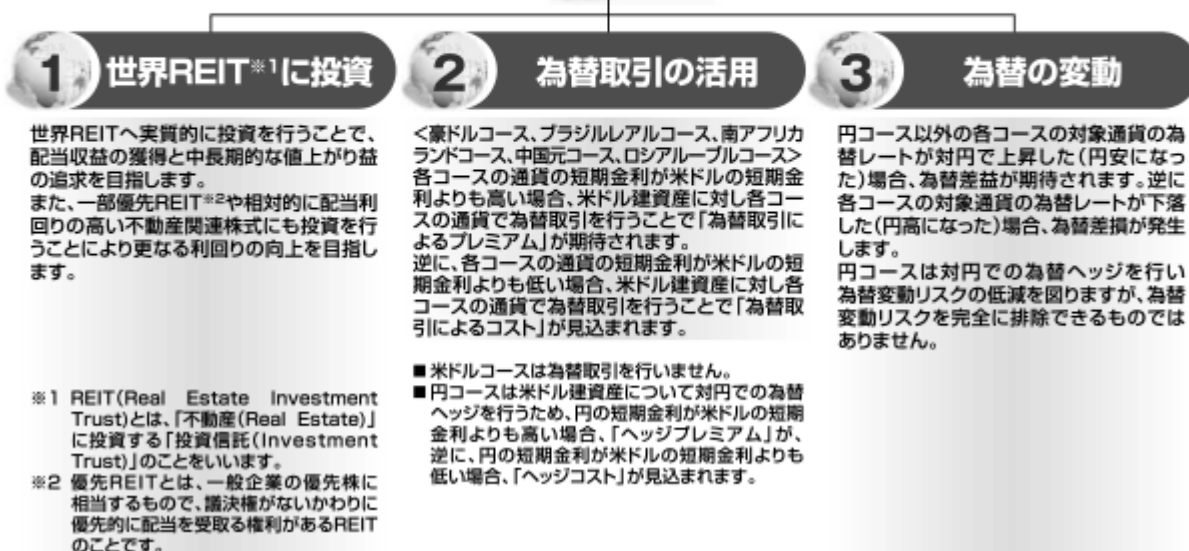 1 世界REIT※1に投資
世界REITへ実質的に投資を行うことで、
配当収益の獲得と中長期的な値上がり益
の追求を目指します。
また、一部優先REIT※2や相対的に配当利
回りの高い不動産関連株式にも投資を行
うことにより更なる利回りの向上を目指し
ます。
※1 REIT(Real Estate Investment
Trust)とは、「不動産(Real Estate)」
に投資する「投資信託(Investment
Trust)」のことをいいます。
※2 優先REITとは、一般企業の優先株に
相当するもので、議決権がないかわりに
優先的に配当を受取る権利があるREIT
のことです。
2 為替取引の活用
<豪ドルコース、ブラジルレアルコース、南アフリカ
ランドコース、中国元コース、ロシアルーブルコース>
各コースの通貨の短期金利が米ドルの短期金
利よりも高い場合、米ドル建資産に対し各コー
スの通貨で為替取引を行うことで「為替取引に
よるプレミアム」が期待されます。
逆に、各コースの通貨の短期金利が米ドルの短
期金利よりも低い場合、米ドル建資産に対し各
コースの通貨で為替取引を行うことで「為替取
引によるコスト」が見込まれます。
■米ドルコースは為替取引を行いません。
■円コースは米ドル建資産について対円での為替
ヘッジを行うため、円の短期金利が米ドルの短期
金利よりも高い場合、「ヘッジプレミアム」が、
逆に、円の短期金利が米ドルの短期金利よりも
低い場合、「ヘッジコスト」が見込まれます。
3 為替の変動
円コース以外の各コースの対象通貨の為
替レートが対円で上昇した(円安になっ
た)場合、為替差益が期待されます。逆に
各コースの対象通貨の為替レートが下落
した(円高になった)場合、為替差損が発生
します。
円コースは対円での為替ヘッジを行い
為替変動リスクの低減を図りますが、為替
変動リスクを完全に排除できるものでは
ありません。